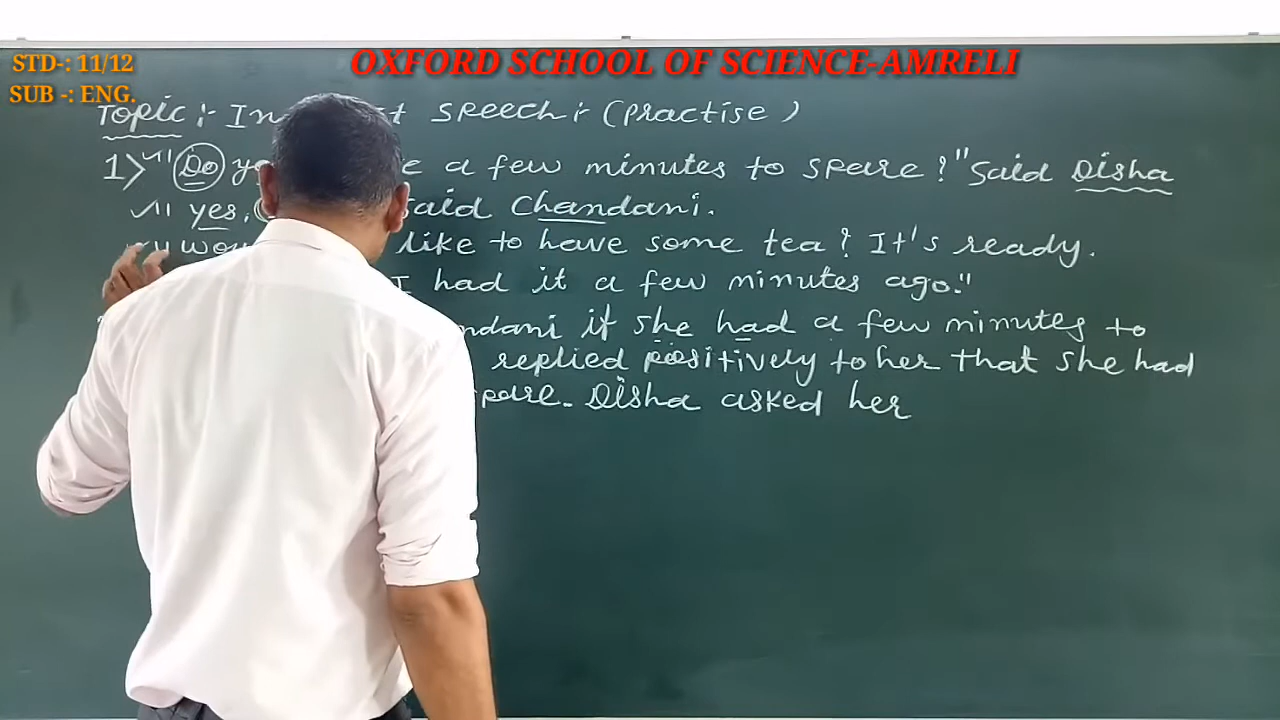 STD-: 11/12
SUB -: ENG.
OXFORD SCHOOL OF SCIENCE-AMRELI
Topic :- In t Speech :- (Practise)
1> "Do a few minutes to spare?" Said Disha
"yes, Said Chandani.
"wou like to have some tea? It's ready.
I had it a few minutes ago."
ndani if she had a few minutes to
replied positively to her that she had
pare. Disha asked her